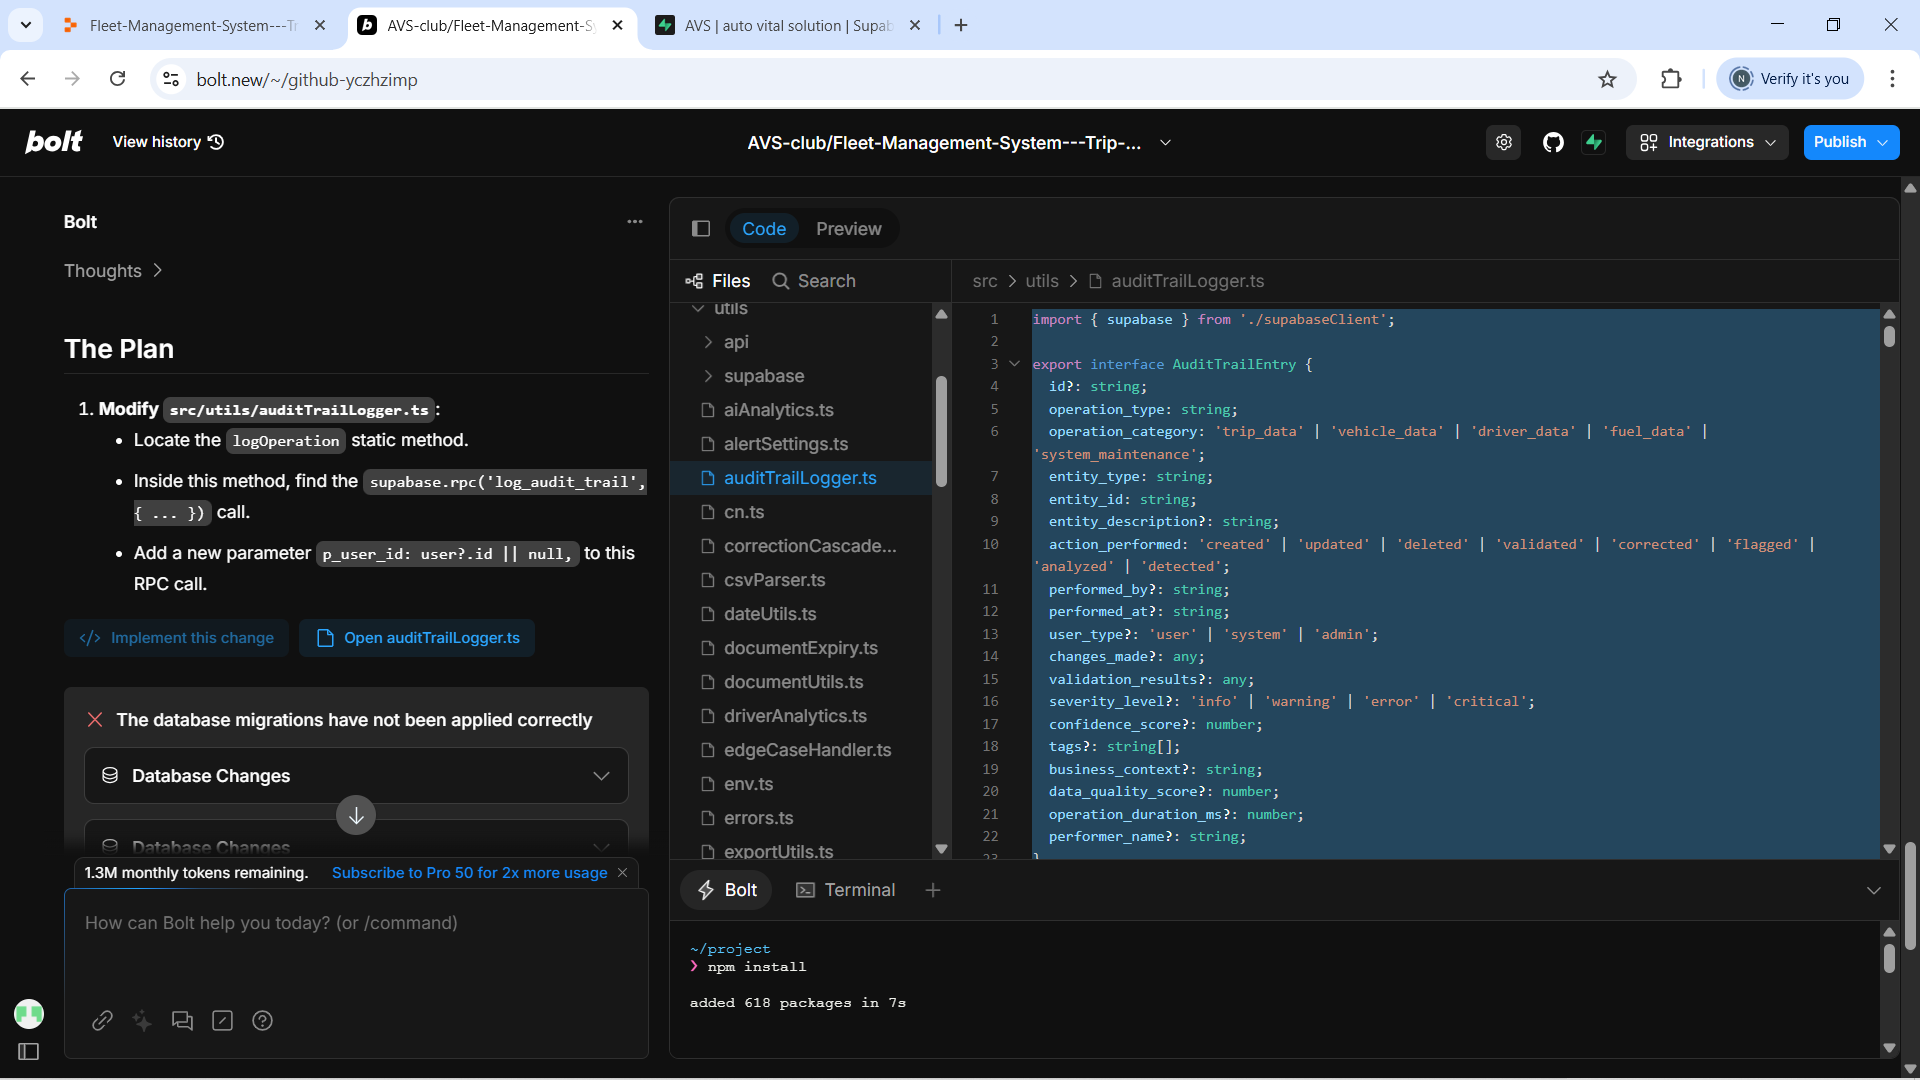 Fleet-Management-System---Tr
AVS-club/Fleet-Management-Sy
AVS | auto vital solution | Supab
bolt.new/~/github-yczhzimp
N
Verify it's you
bolt
View history
AVS-club/Fleet-Management-System---Trip-...
Integrations
Publish
Bolt
Thoughts
The Plan
1. Modify src/utils/auditTrailLogger.ts:
• Locate the logOperation static method.
• Inside this method, find the supabase.rpc('log_audit_trail',
{ ... }) call.
• Add a new parameter p_user_id: user?.id || null, to this
RPC call.
</> Implement this change
Open auditTrailLogger.ts
The database migrations have not been applied correctly
Database Changes
Database Changes
1.3M monthly tokens remaining.
Subscribe to Pro 50 for 2x more usage
How can Bolt help you today? (or /command)
Code
Preview
Files
Search
utils
api
supabase
aiAnalytics.ts
alertSettings.ts
auditTrailLogger.ts
cn.ts
correctionCascade...
csvParser.ts
dateUtils.ts
documentExpiry.ts
documentUtils.ts
driverAnalytics.ts
edgeCaseHandler.ts
env.ts
errors.ts
exportUtils.ts
src > utils > auditTrailLogger.ts
1 import { supabase } from './supabaseClient';
2
3 export interface AuditTrailEntry {
4 id?: string;
5 operation_type: string;
6 operation_category: 'trip_data' | 'vehicle_data' | 'driver_data' | 'fuel_data' |
'system_maintenance';
7 entity_type: string;
8 entity_id: string;
9 entity_description?: string;
10 action_performed: 'created' | 'updated' | 'deleted' | 'validated' | 'corrected' | 'flagged' |
'analyzed' | 'detected';
11 performed_by?: string;
12 performed_at?: string;
13 user_type?: 'user' | 'system' | 'admin';
14 changes_made?: any;
15 validation_results?: any;
16 severity_level?: 'info' | 'warning' | 'error' | 'critical';
17 confidence_score?: number;
18 tags?: string[];
19 business_context?: string;
20 data_quality_score?: number;
21 operation_duration_ms?: number;
22 performer_name?: string;
23 }
Bolt
Terminal
~/project
❯ npm install
added 618 packages in 7s